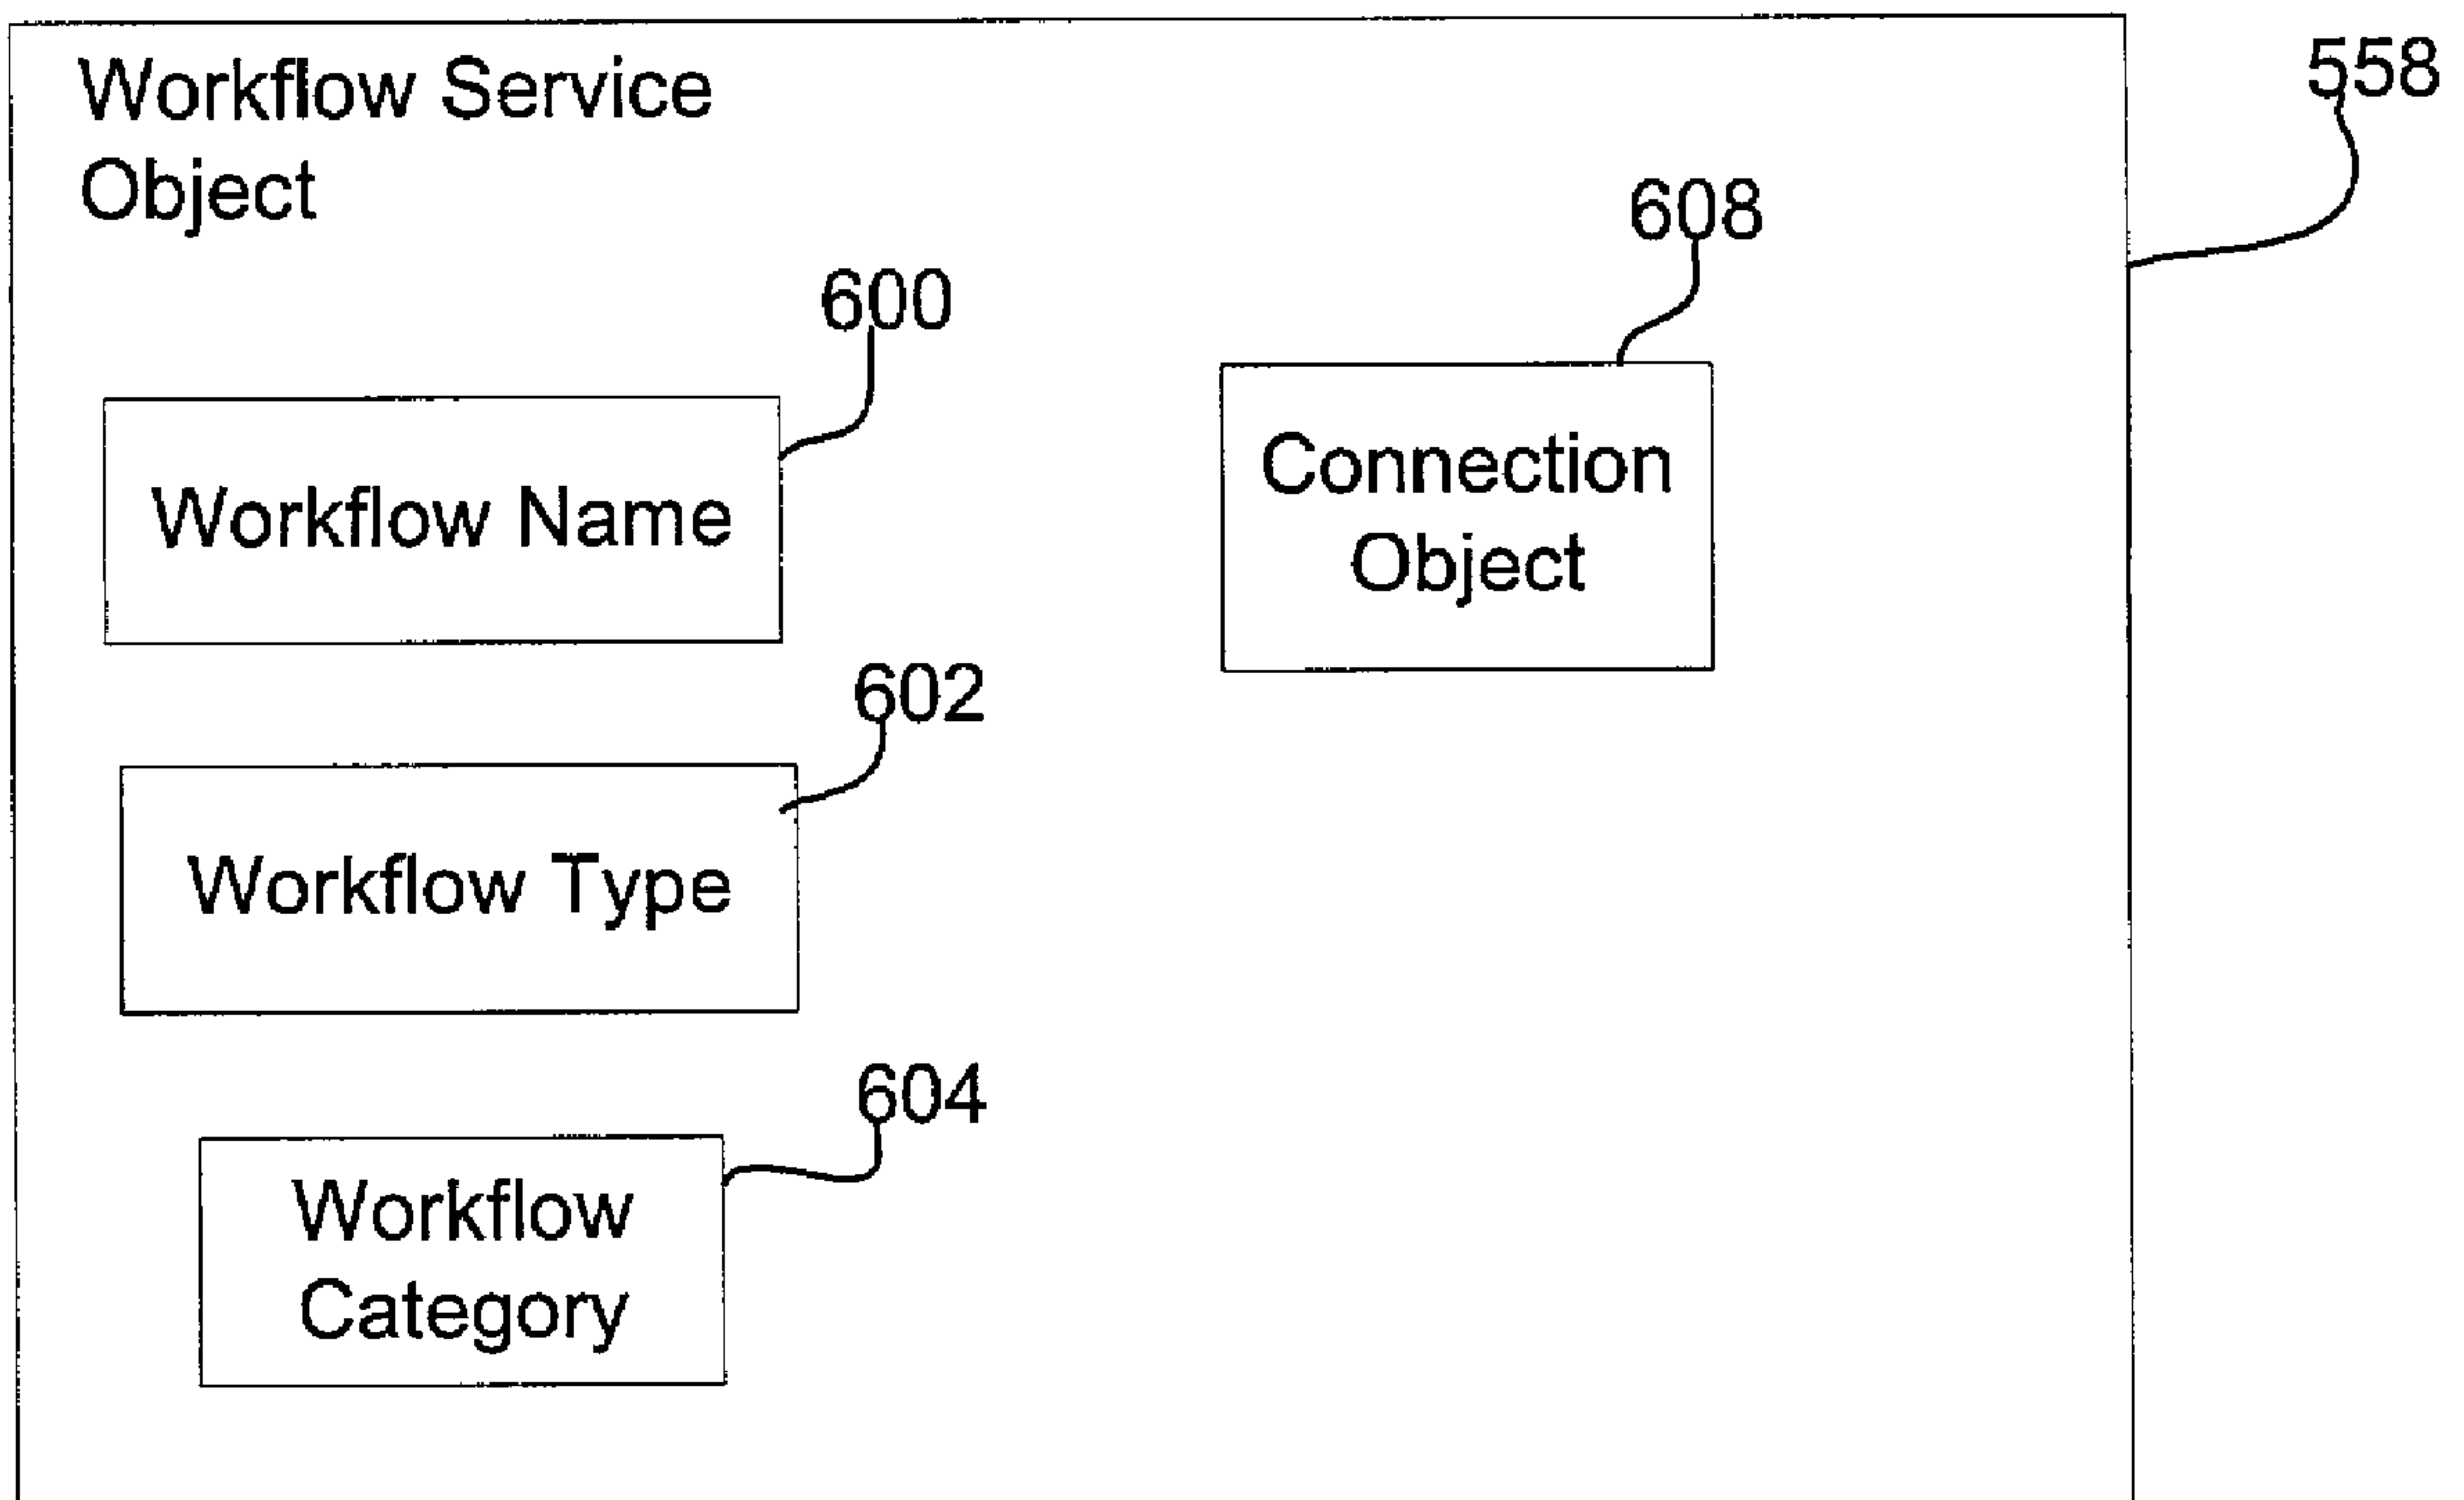 Workflow Service
Object
558
608
600
Connection
Object
Workflow Name
602
Workflow Type
604
Workflow
Category